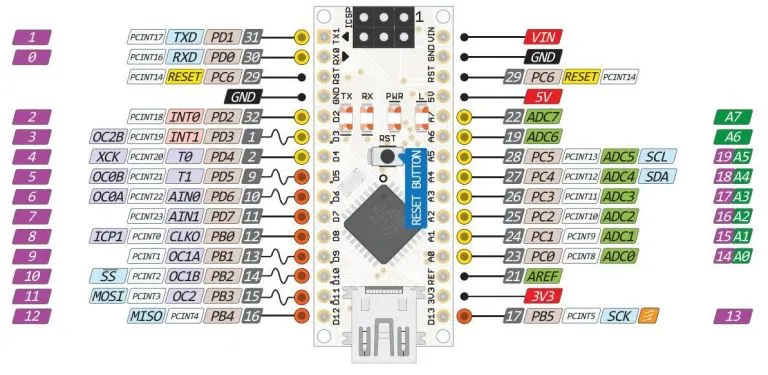 ICSP 1
1 PCINT17 TXD PD1 31 TX1 VIN VIN
0 PCINT16 RXD PD0 30 RX0 GND GND
PCINT14 RESET PC6 29 RST RST 29 PC6 RESET PCINT14
GND GND 5V 5V
TX RX PWR L
2 PCINT18 INT0 PD2 32 D2 A7 22 ADC7 A7
3 OC2B PCINT19 INT1 PD3 1 D3 A6 19 ADC6 A6
RST
4 XCK PCINT20 T0 PD4 2 D4 A5 28 PC5 PCINT13 ADC5 SCL 19 A5
5 OC0B PCINT21 T1 PD5 9 D5 A4 27 PC4 PCINT12 ADC4 SDA 18 A4
6 OC0A PCINT22 AIN0 PD6 10 D6 A3 26 PC3 PCINT11 ADC3 17 A3
RESET BUTTON
7 PCINT23 AIN1 PD7 11 D7 A2 25 PC2 PCINT10 ADC2 16 A2
8 ICP1 PCINT0 CLKO PB0 12 D8 A1 24 PC1 PCINT9 ADC1 15 A1
9 PCINT1 OC1A PB1 13 D9 A0 23 PC0 PCINT8 ADC0 14 A0
10 SS PCINT2 OC1B PB2 14 D10 REF 21 AREF
11 MOSI PCINT3 OC2 PB3 15 D11 3V3 3V3
12 MISO PCINT4 PB4 16 D12 D13 17 PB5 PCINT5 SCK 13